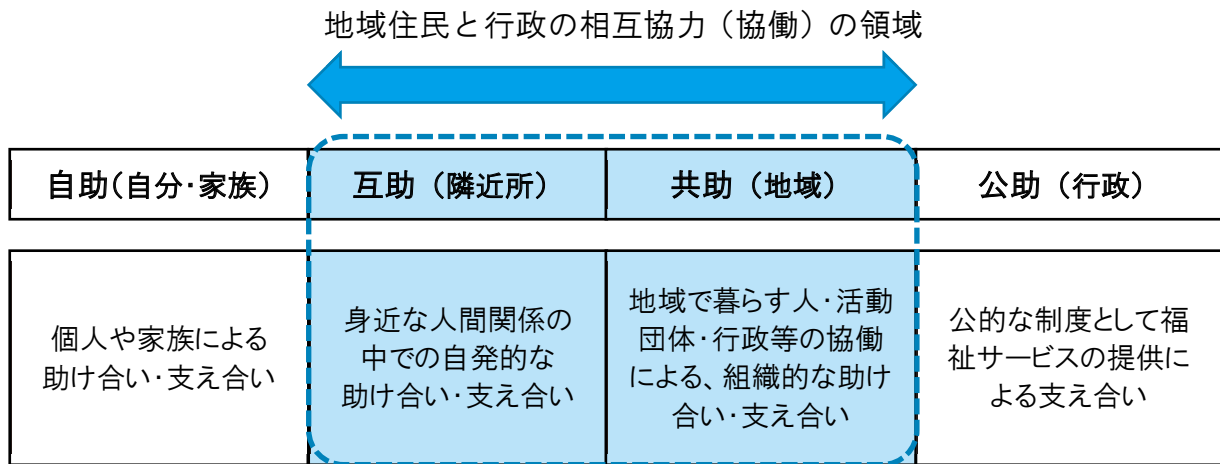 地域住民と行政の相互協力（協働）の領域
自助（自分・家族）
互助（隣近所）
共助（地域）
公助（行政）
個人や家族による
助け合い・支え合い
身近な人間関係の
中での自発的な
助け合い・支え合い
地域で暮らす人・活動
団体・行政等の協働
による、組織的な助け
合い・支え合い
公的な制度として福
祉サービスの提供に
よる支え合い